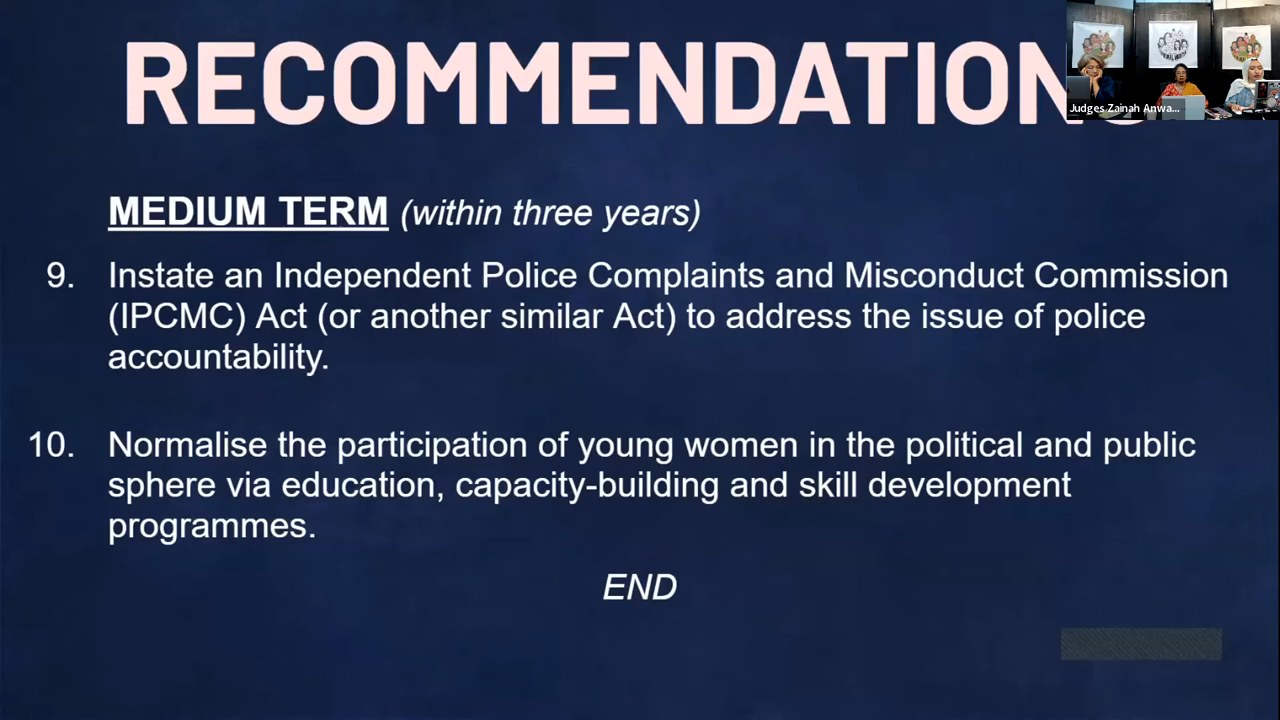 RECOMMENDATION
Judges Zainah Anwa...
MEDIUM TERM (within three years)
9. Instate an Independent Police Complaints and Misconduct Commission
(IPCMC) Act (or another similar Act) to address the issue of police
accountability.
10. Normalise the participation of young women in the political and public
sphere via education, capacity-building and skill development
programmes.
END